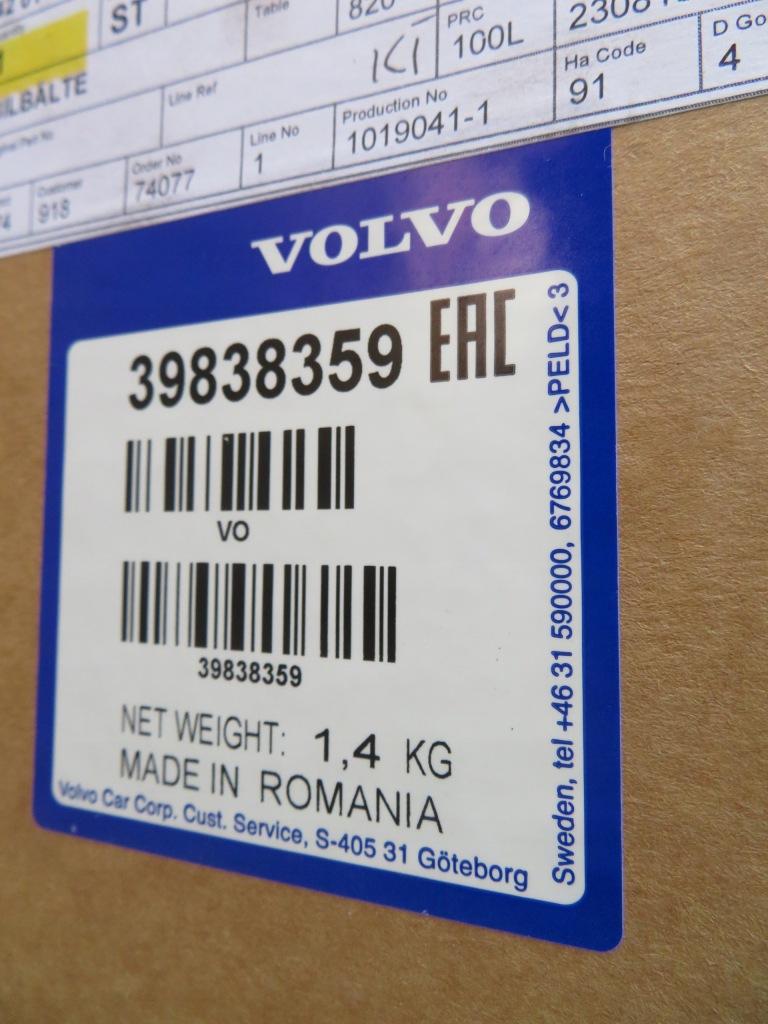 ST
Table
820
PRC
100L
2308
Ha Code
91
D Go
4
KI
ILBÄLTE
Line Ref
Production No
1019041-1
Line No
1
Order No
74077
Customer
918
VOLVO
39838359 EAC
VO
39838359
NET WEIGHT: 1,4 KG
MADE IN ROMANIA
Volvo Car Corp. Cust. Service, S-405 31 Göteborg
Sweden, tel +46 31 590000, 6769834 >PELD< 3